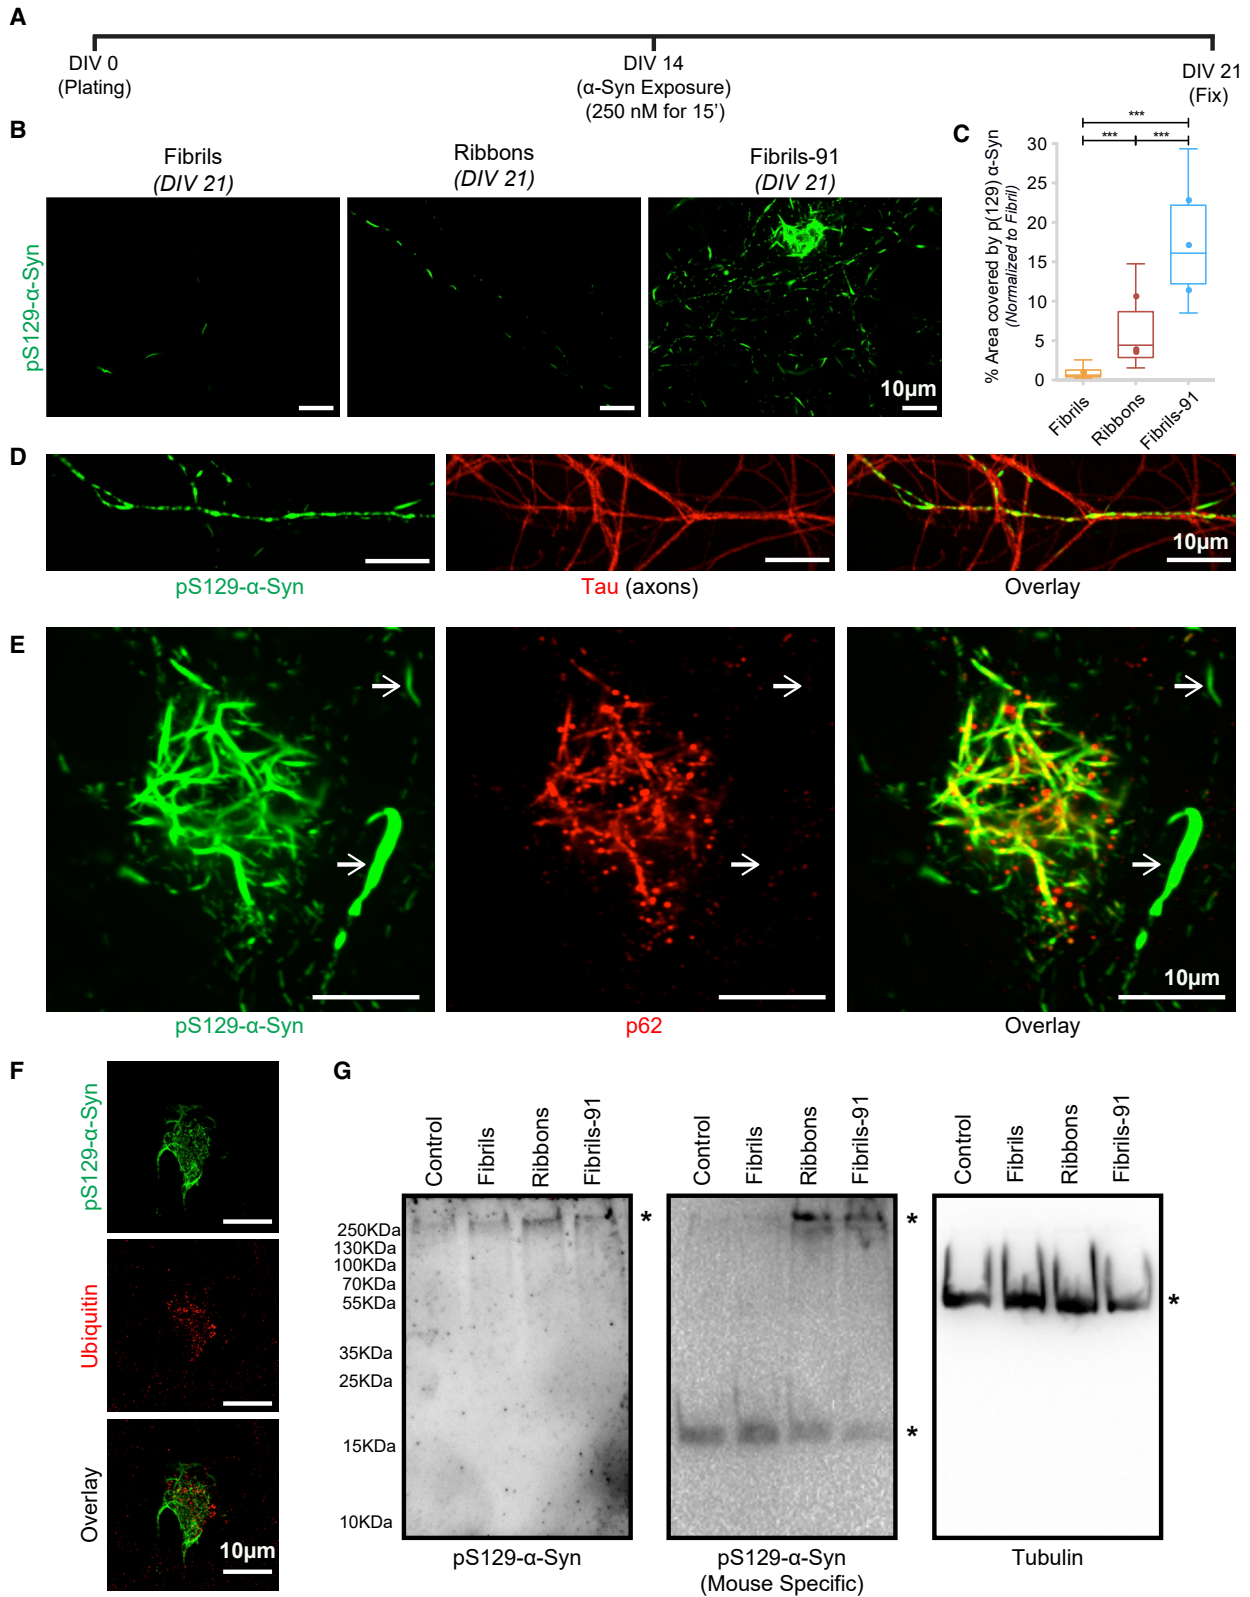 A
DIV 0
(Plating)
DIV 14
(α-Syn Exposure)
(250 nM for 15’)
DIV 21
(Fix)
B
Fibrils
(DIV 21)
Ribbons
(DIV 21)
Fibrils-91
(DIV 21)
pS129-α-Syn
10µm
C
% Area covered by p(129) α-Syn
(Normalized to Fibril)
***
*** ***
30
25
20
15
10
5
0
Fibrils
Ribbons
Fibrils-91
D
10µm
pS129-α-Syn
Tau (axons)
Overlay
E
10µm
pS129-α-Syn
p62
Overlay
F
pS129-α-Syn
Ubiquitin
Overlay
10µm
G
Control
Fibrils
Ribbons
Fibrils-91
250KDa
130KDa
100KDa
70KDa
55KDa
35KDa
25KDa
15KDa
10KDa
*
pS129-α-Syn
Control
Fibrils
Ribbons
Fibrils-91
*
*
pS129-α-Syn
(Mouse Specific)
Control
Fibrils
Ribbons
Fibrils-91
*
Tubulin